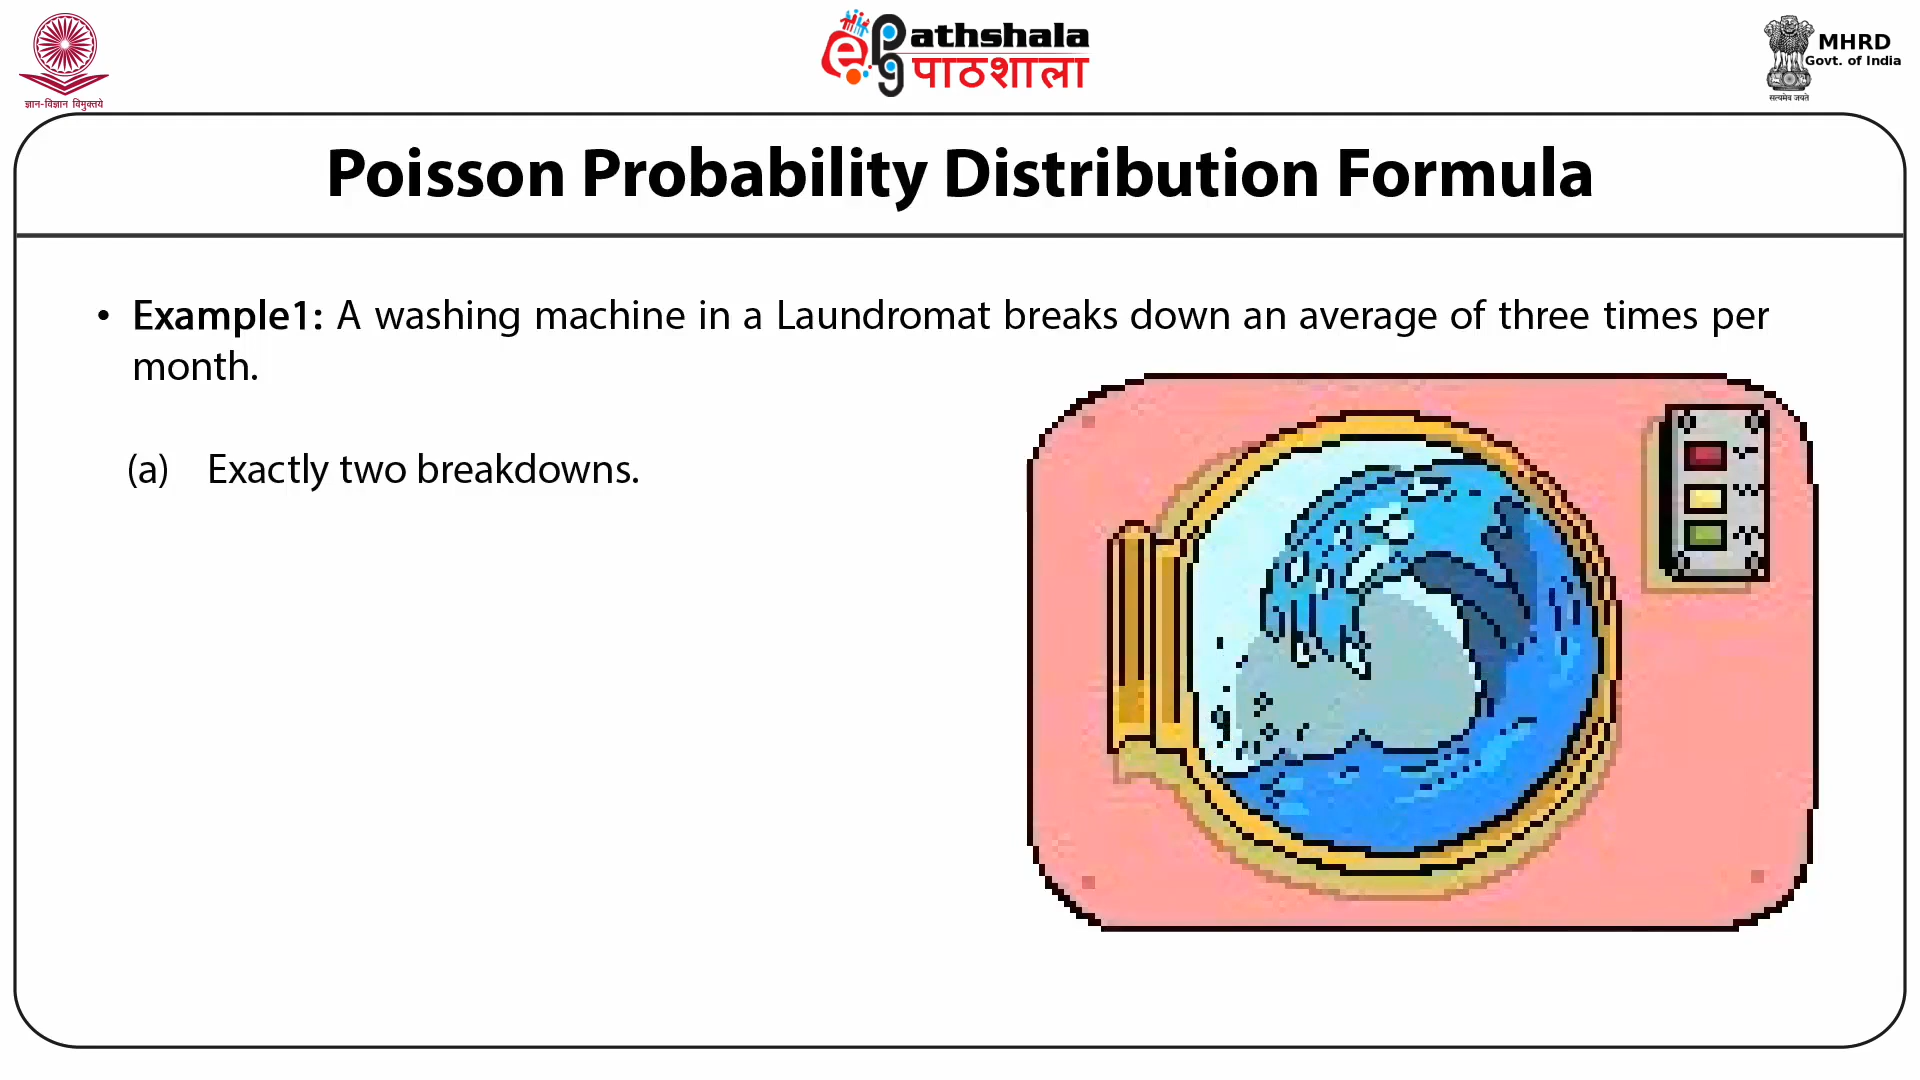 ज्ञान-विज्ञान विमुक्तये
ePathshala
पाठशाला
MHRD
Govt. of India
सत्यमेव जयते
Poisson Probability Distribution Formula
• Example1: A washing machine in a Laundromat breaks down an average of three times per
month.
(a) Exactly two breakdowns.